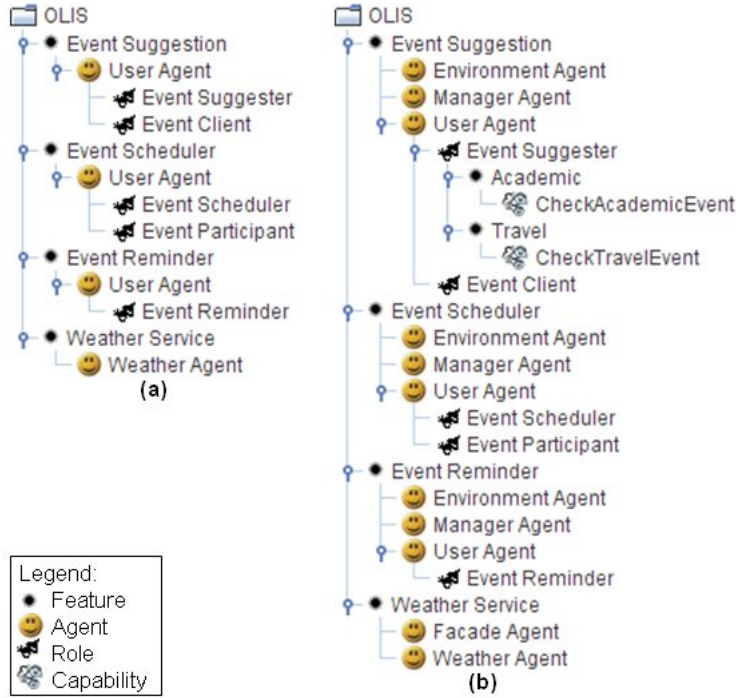 OLIS
Event Suggestion
User Agent
Event Suggester
Event Client
Event Scheduler
User Agent
Event Scheduler
Event Participant
Event Reminder
User Agent
Event Reminder
Weather Service
Weather Agent
(a)
Legend:
Feature
Agent
Role
Capability
OLIS
Event Suggestion
Environment Agent
Manager Agent
User Agent
Event Suggester
Academic
CheckAcademicEvent
Travel
CheckTravelEvent
Event Client
Event Scheduler
Environment Agent
Manager Agent
User Agent
Event Scheduler
Event Participant
Event Reminder
Environment Agent
Manager Agent
User Agent
Event Reminder
Weather Service
Facade Agent
Weather Agent
(b)